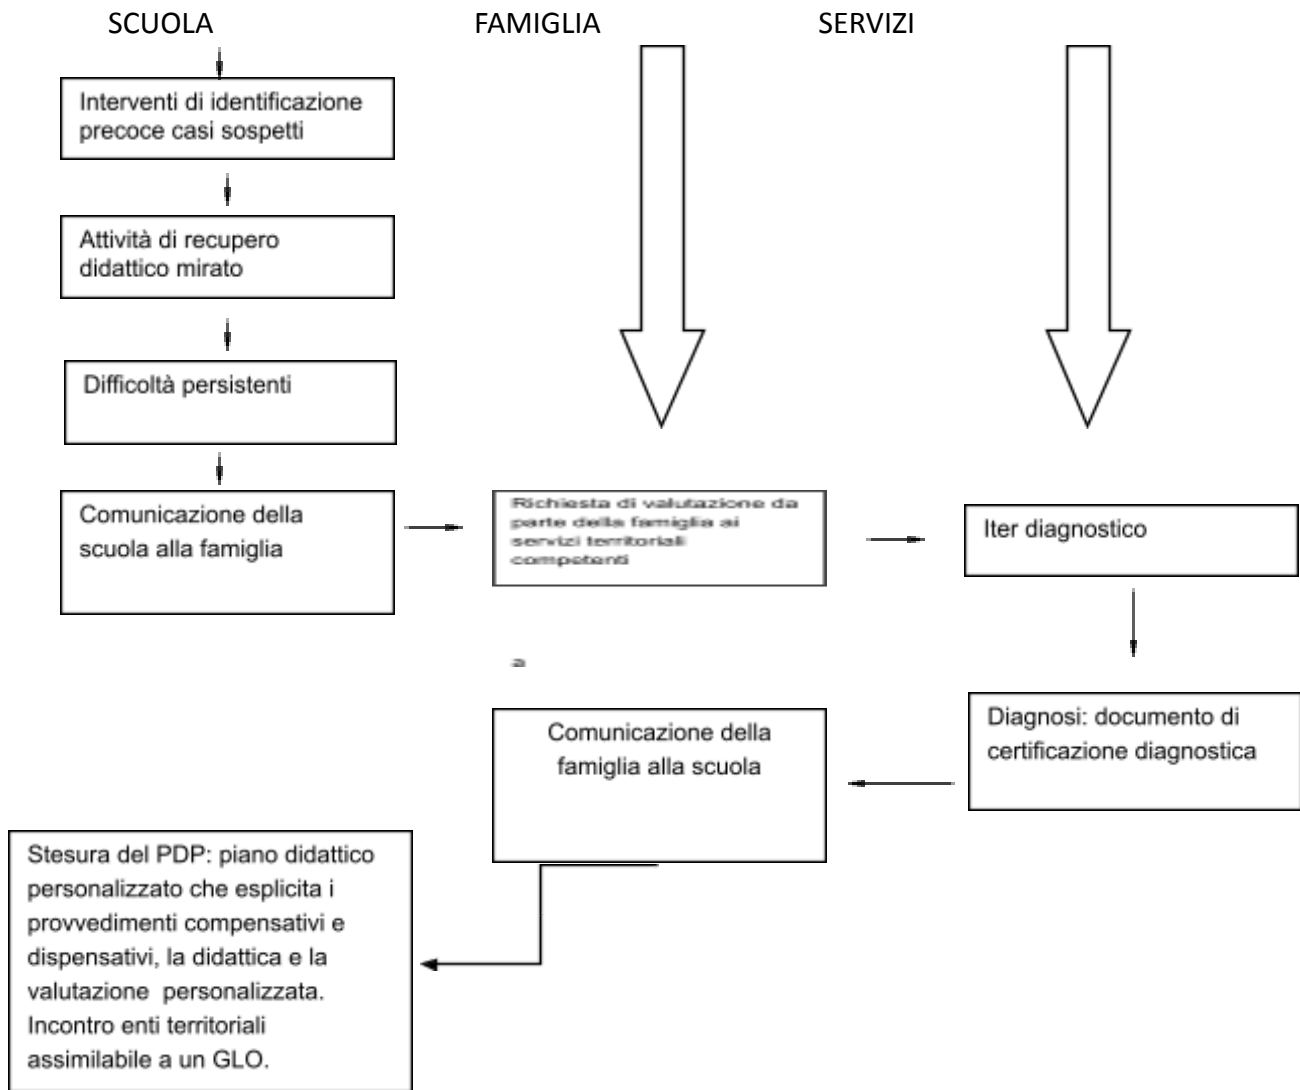 SCUOLA
FAMIGLIA
SERVIZI
Interventi di identificazione
precoce casi sospetti
Attività di recupero
didattico mirato
Difficoltà persistenti
Comunicazione della
scuola alla famiglia
Richiesta di valutazione da
parte della famiglia ai
servizi territoriali
competenti
Iter diagnostico
a
Diagnosi: documento di
certificazione diagnostica
Comunicazione della
famiglia alla scuola
Stesura del PDP: piano didattico
personalizzato che esplicita i
provvedimenti compensativi e
dispensativi, la didattica e la
valutazione personalizzata.
Incontro enti territoriali
assimilabile a un GLO.